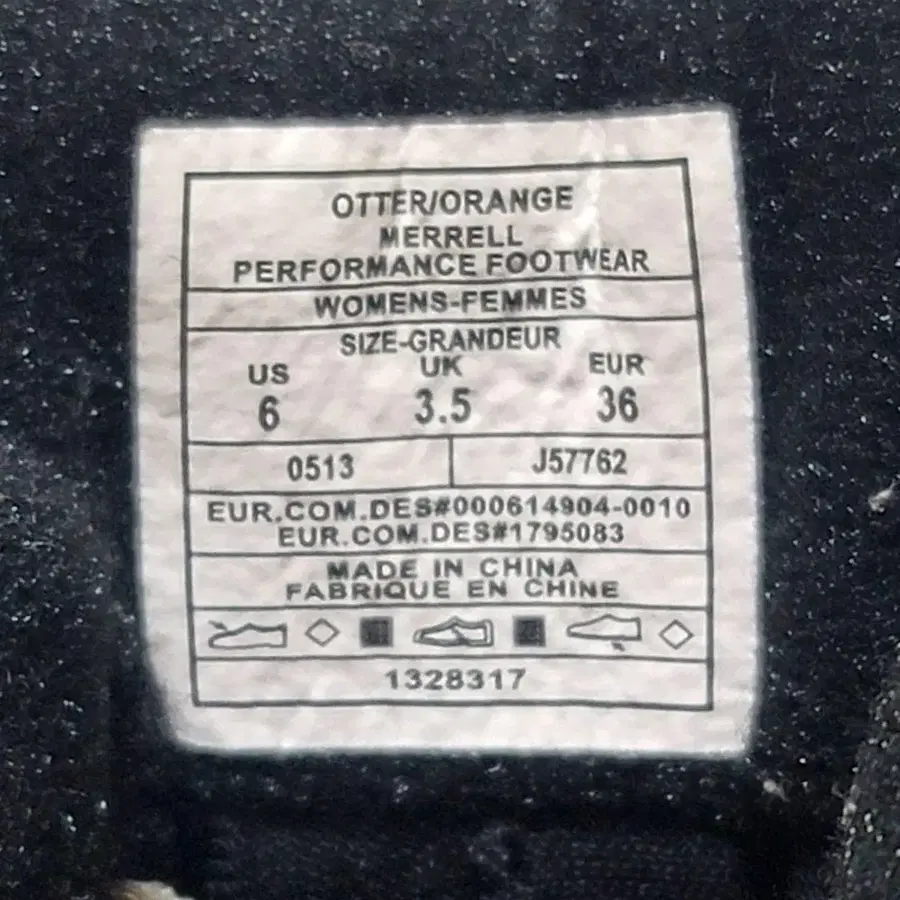 OTTER/ORANGE
MERRELL
PERFORMANCE FOOTWEAR
WOMENS-FEMMES
SIZE-GRANDEUR
US UK EUR
6 3.5 36
0513 J57762
EUR.COM.DES#000614904-0010
EUR.COM.DES#1795083
MADE IN CHINA
FABRIQUE EN CHINE
1328317